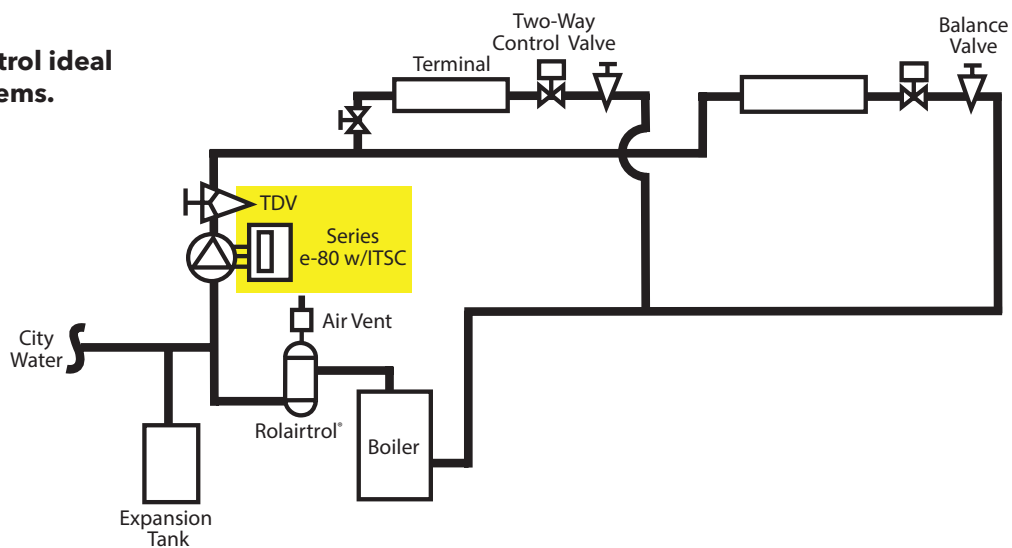 trol ideal
ems.
Two-Way
Control Valve
Terminal
Balance
Valve
TDV
Series
e-80 w/ITSC
Air Vent
City
Water
Rolairtrol®
Boiler
Expansion
Tank